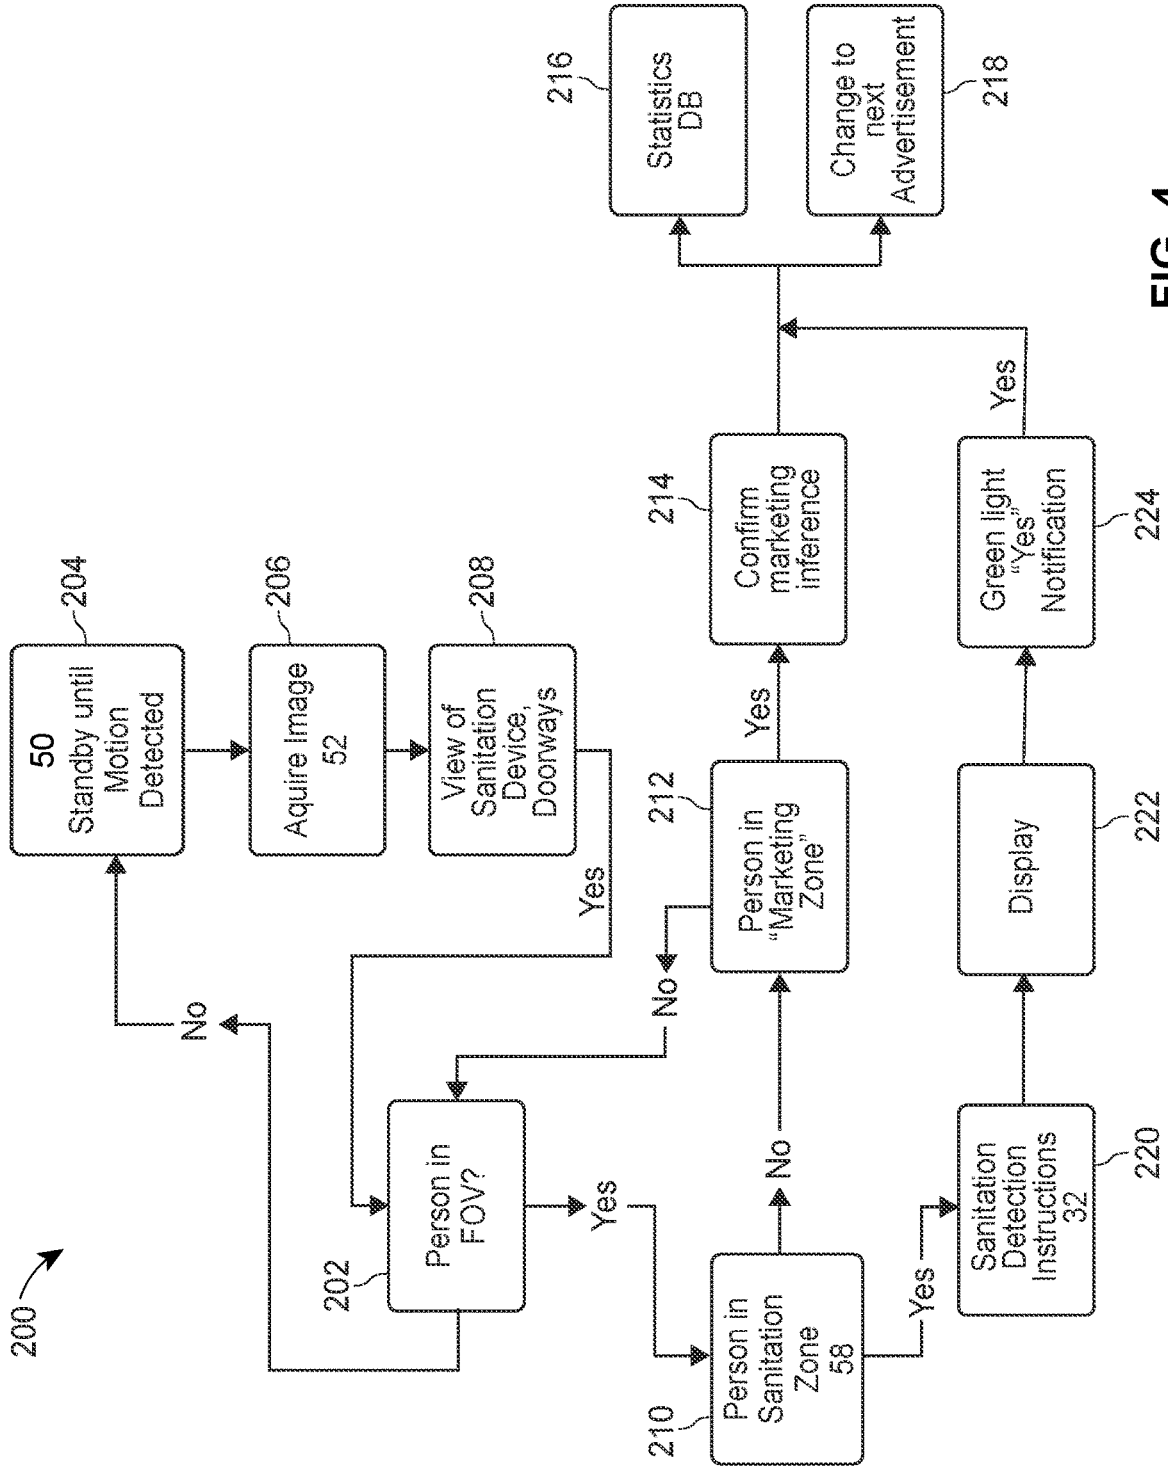 200
50
Standby until
Motion
Detected
204
Aquire Image
52
206
View of
Sanitation
Device,
Doorways
208
Yes
No
Person in
FOV?
202
Yes
No
Person in
Sanitation
Zone
58
210
No
Yes
Person in
"Marketing
Zone"
212
Yes
Confirm
marketing
inference
214
Statistics
DB
216
Change to
next
Advertisement
218
Sanitation
Detection
Instructions
32
220
Display
222
Green light
"Yes"
Notification
224
Yes